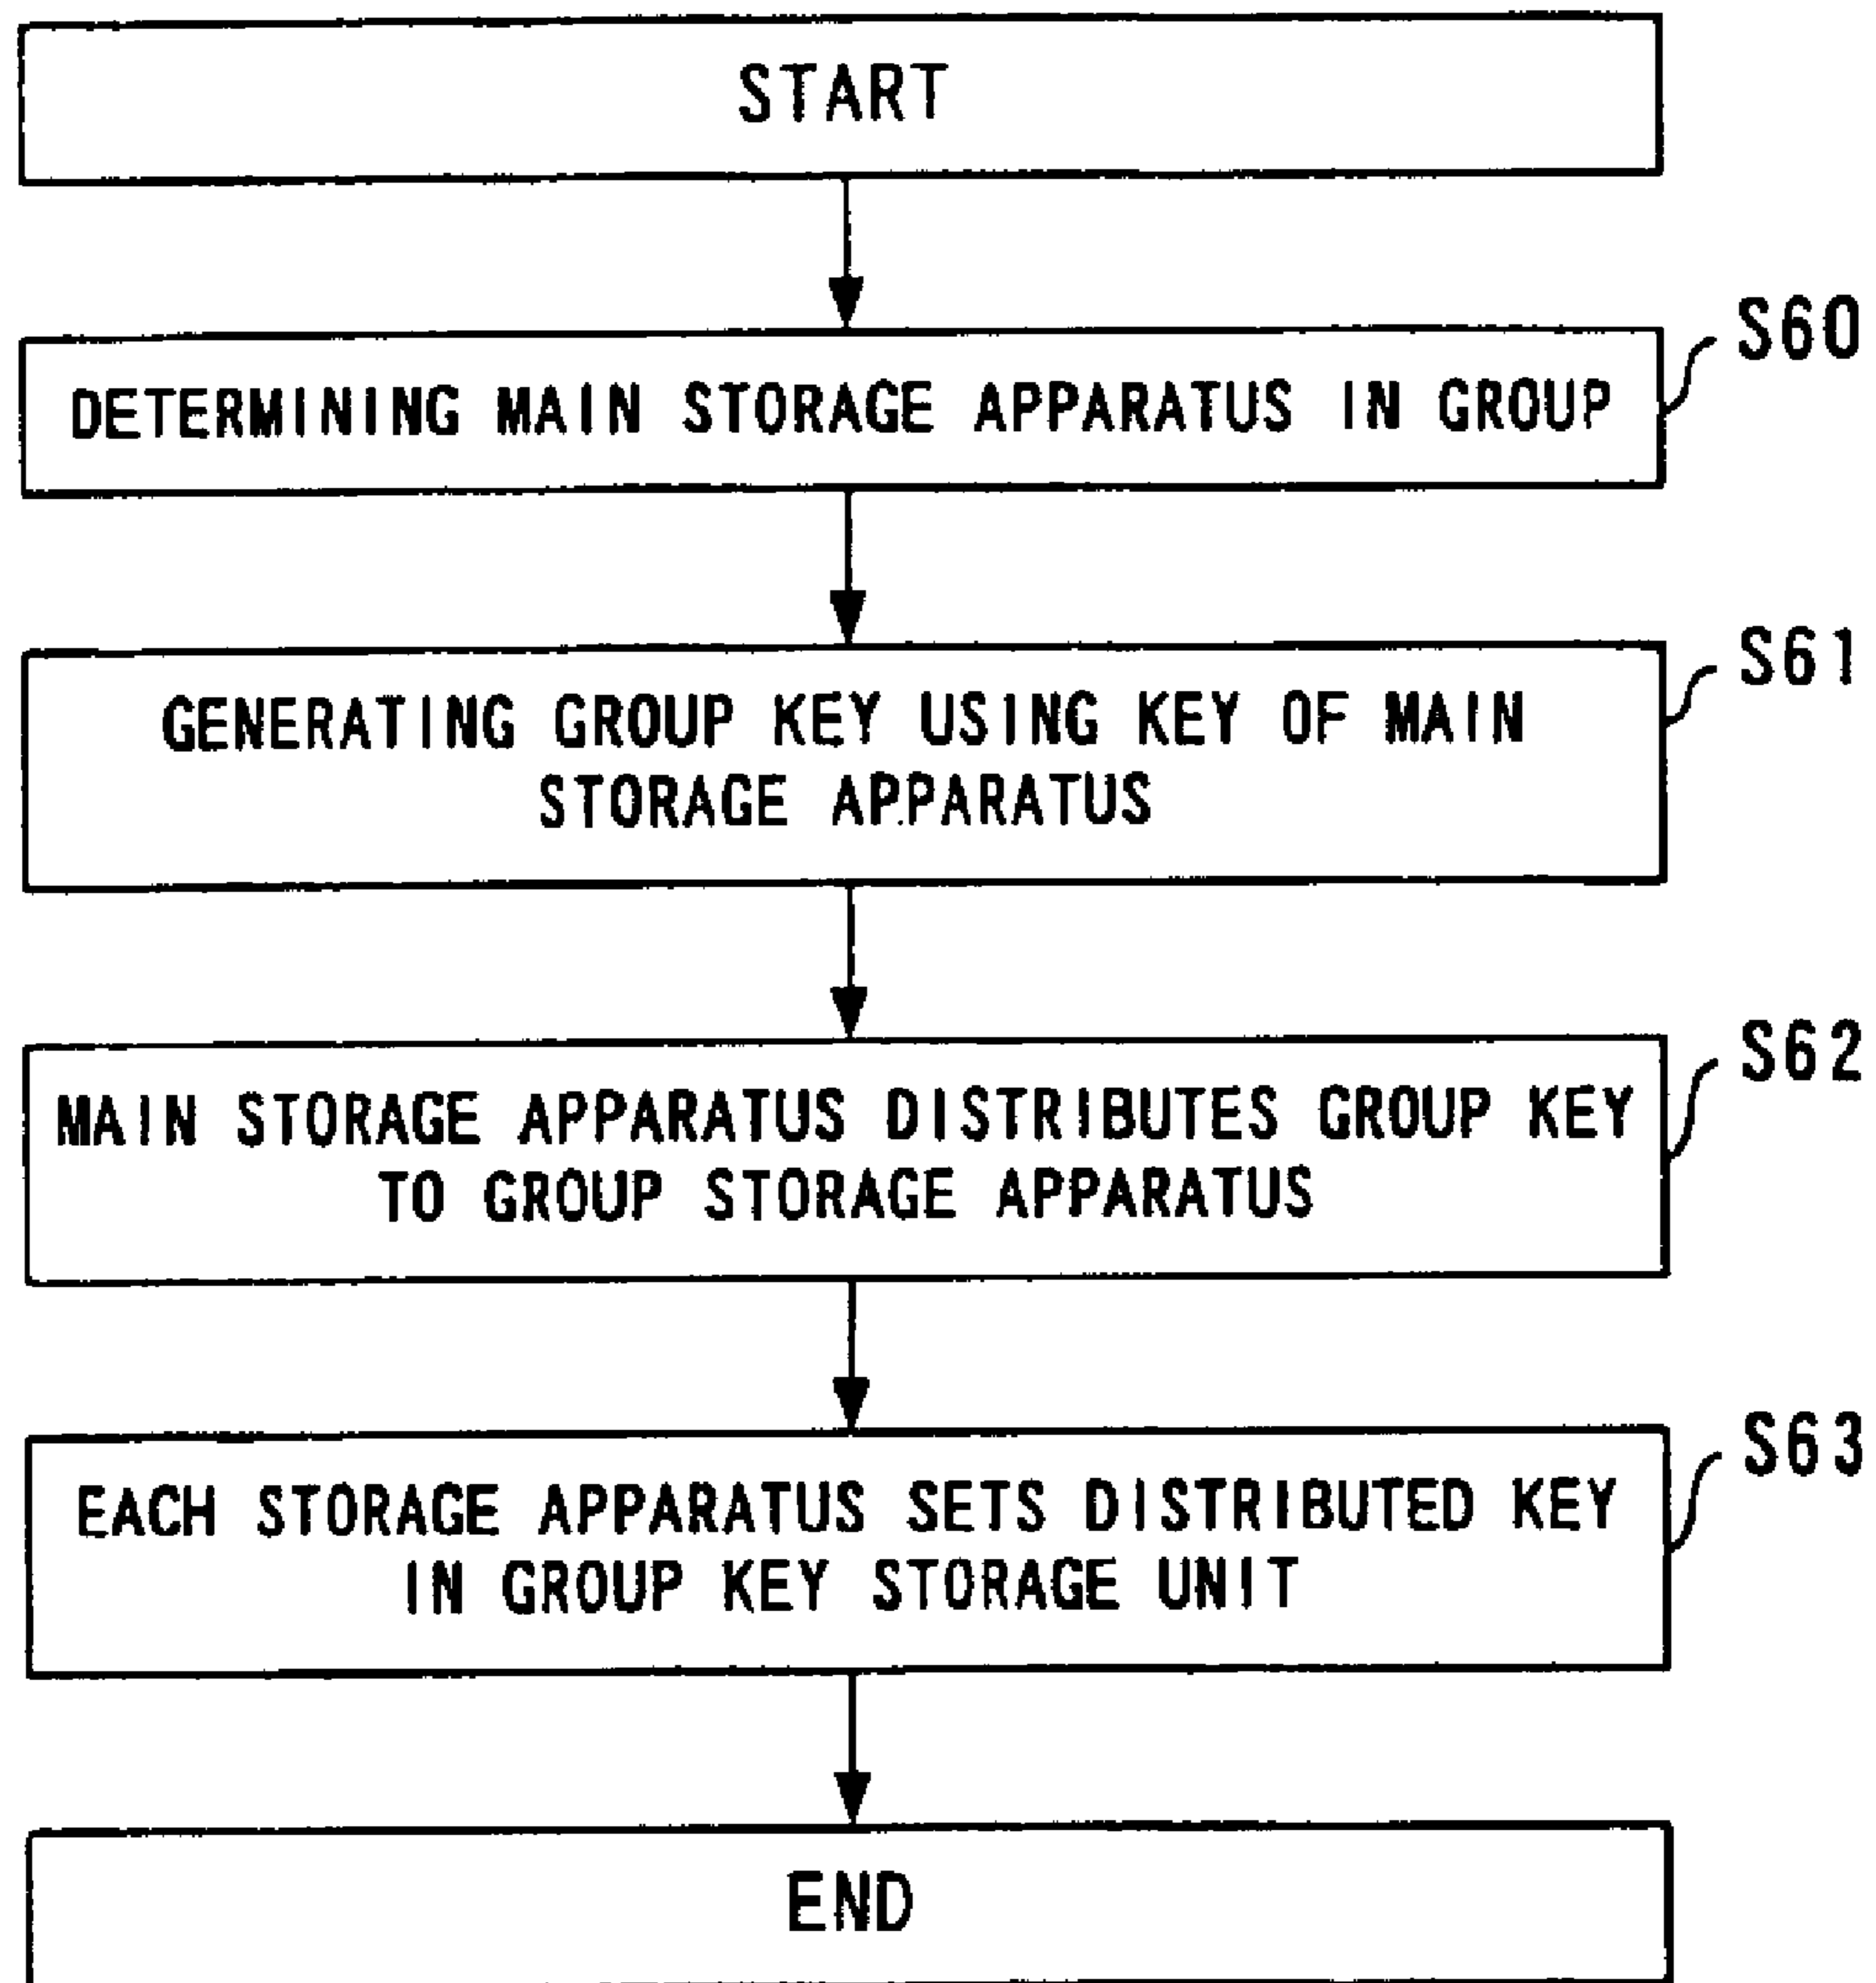 START
S60
DETERMINING MAIN STORAGE APPARATUS IN GROUP
S61
GENERATING GROUP KEY USING KEY OF MAIN
STORAGE APPARATUS
S62
MAIN STORAGE APPARATUS DISTRIBUTES GROUP KEY
TO GROUP STORAGE APPARATUS
S63
EACH STORAGE APPARATUS SETS DISTRIBUTED KEY
IN GROUP KEY STORAGE UNIT
END